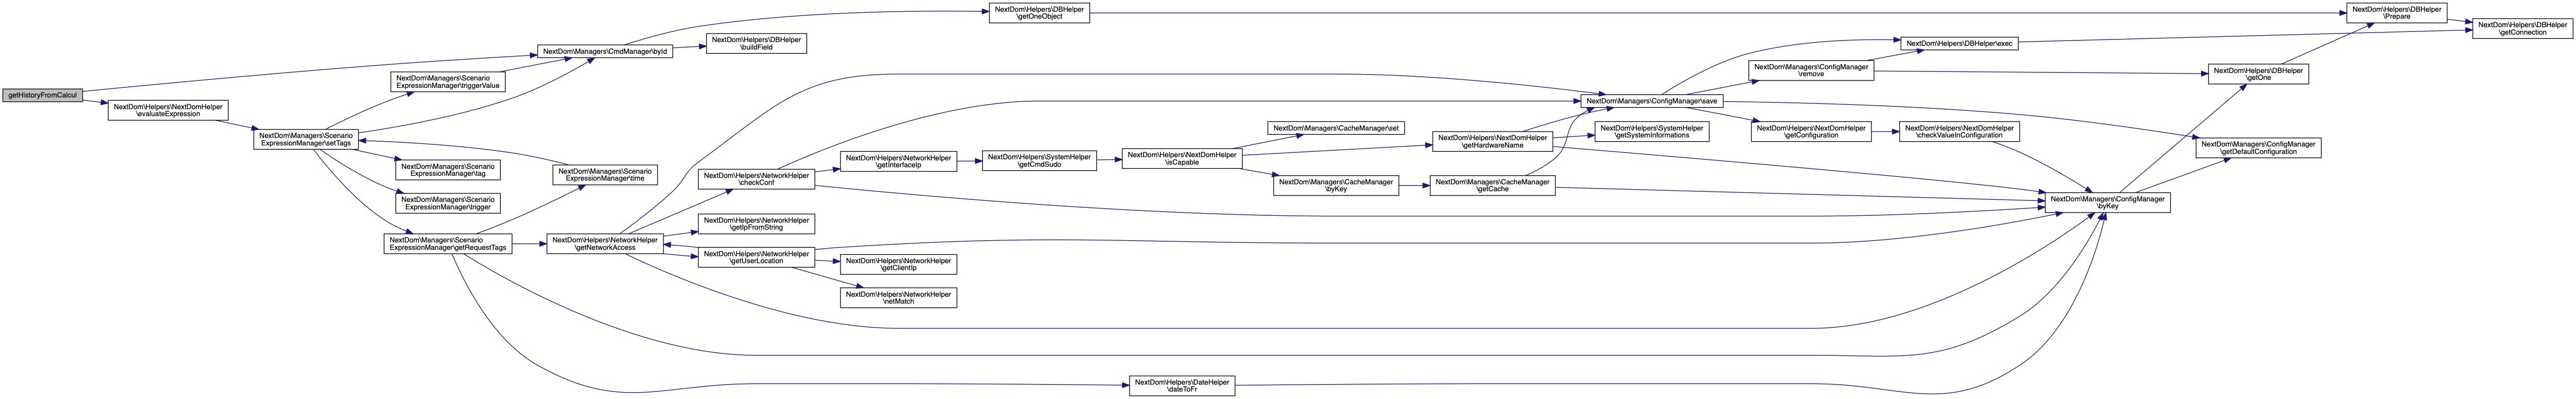 getHistoryFromCalcul
NextDom\Managers\CmdManager\byId
NextDom\Helpers\NextDomHelper
\evaluateExpression
NextDom\Managers\Scenario
ExpressionManager\setTags
NextDom\Managers\Scenario
ExpressionManager\triggerValue
NextDom\Managers\Scenario
ExpressionManager\tag
NextDom\Managers\Scenario
ExpressionManager\trigger
NextDom\Managers\Scenario
ExpressionManager\getRequestTags
NextDom\Helpers\DBHelper
\getOneObject
NextDom\Helpers\DBHelper
\buildField
NextDom\Managers\Scenario
ExpressionManager\time
NextDom\Helpers\NetworkHelper
\getNetworkAccess
NextDom\Helpers\NetworkHelper
\checkConf
NextDom\Helpers\NetworkHelper
\getIpFromString
NextDom\Helpers\NetworkHelper
\getUserLocation
NextDom\Helpers\NetworkHelper
\getInterfaceIp
NextDom\Helpers\NetworkHelper
\getClientIp
NextDom\Helpers\NetworkHelper
\netMatch
NextDom\Helpers\SystemHelper
\getCmdSudo
NextDom\Helpers\NextDomHelper
\isCapable
NextDom\Helpers\DateHelper
\dateToFr
NextDom\Managers\CacheManager\set
NextDom\Managers\CacheManager
\byKey
NextDom\Helpers\NextDomHelper
\getHardwareName
NextDom\Managers\CacheManager
\getCache
NextDom\Managers\ConfigManager\save
NextDom\Helpers\SystemHelper
\getSystemInformations
NextDom\Managers\ConfigManager
\remove
NextDom\Helpers\NextDomHelper
\getConfiguration
NextDom\Helpers\DBHelper\exec
NextDom\Helpers\NextDomHelper
\checkValueInConfiguration
NextDom\Managers\ConfigManager
\byKey
NextDom\Helpers\DBHelper
\getOne
NextDom\Managers\ConfigManager
\getDefaultConfiguration
NextDom\Helpers\DBHelper
\Prepare
NextDom\Helpers\DBHelper
\getConnection